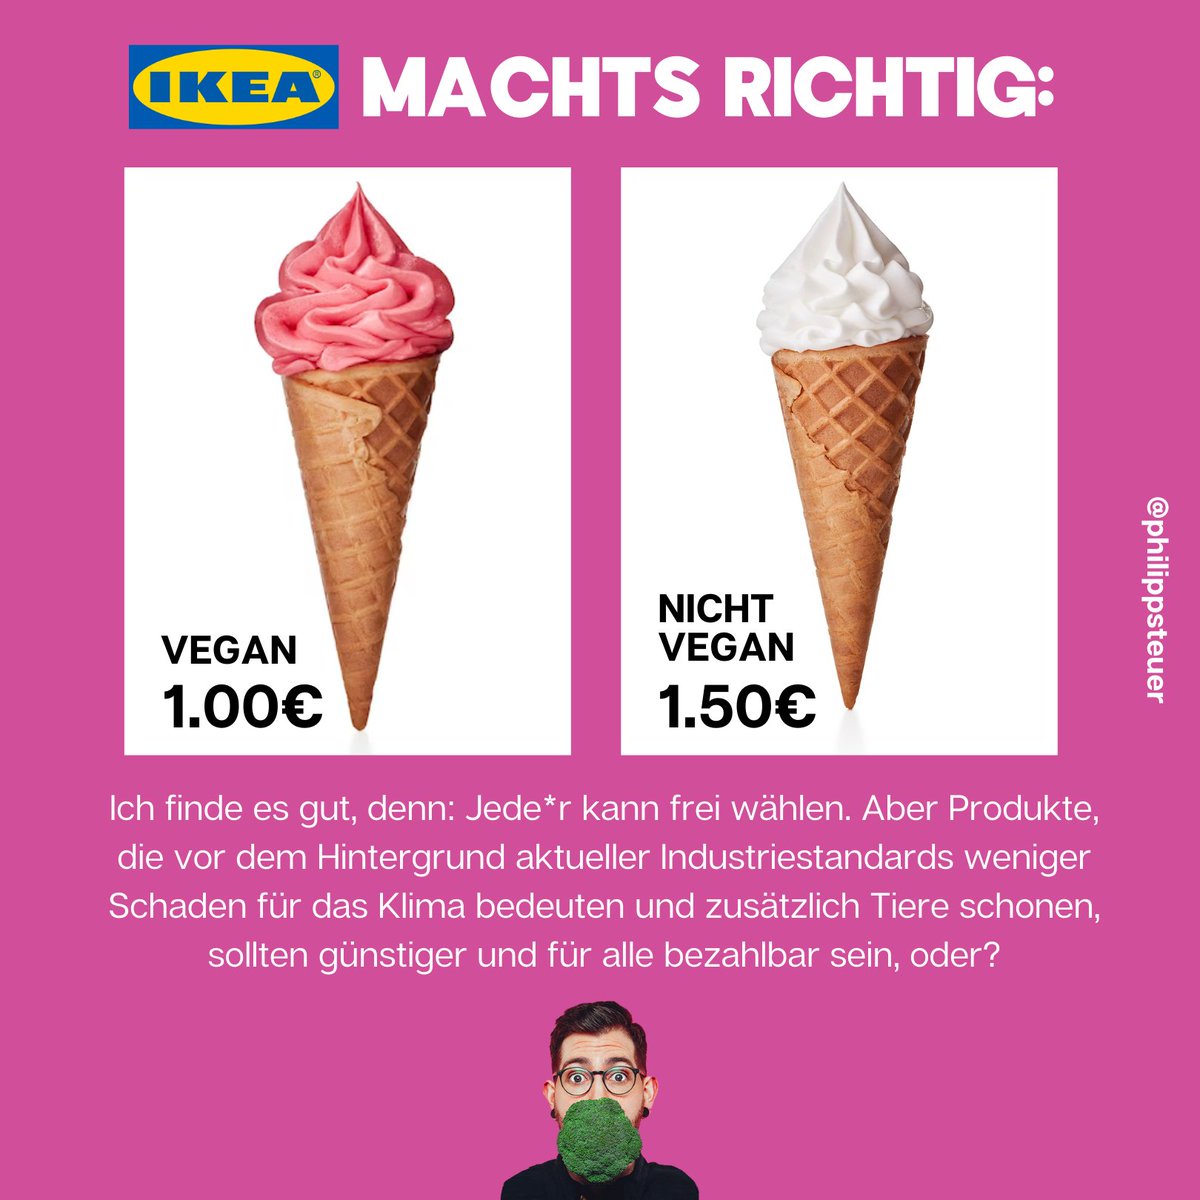 IKEA® MACHTS RICHTIG:
VEGAN
1.00€
NICHT
VEGAN
1.50€
@philippsteuer
Ich finde es gut, denn: Jede*r kann frei wählen. Aber Produkte,
die vor dem Hintergrund aktueller Industriestandards weniger
Schaden für das Klima bedeuten und zusätzlich Tiere schonen,
sollten günstiger und für alle bezahlbar sein, oder?